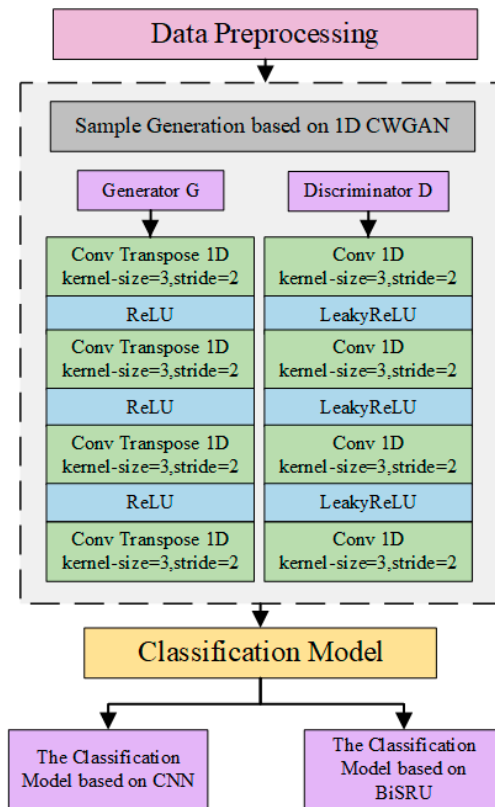 Data Preprocessing
Sample Generation based on 1D CWGAN
Generator G
Conv Transpose 1D
kernel-size=3,stride=2
ReLU
Conv Transpose 1D
kernel-size=3,stride=2
ReLU
Conv Transpose 1D
kernel-size=3,stride=2
ReLU
Conv Transpose 1D
kernel-size=3,stride=2
Discriminator D
Conv 1D
kernel-size=3,stride=2
LeakyReLU
Conv 1D
kernel-size=3,stride=2
LeakyReLU
Conv 1D
kernel-size=3,stride=2
LeakyReLU
Conv 1D
kernel-size=3,stride=2
Classification Model
The Classification
Model based on CNN
The Classification
Model based on
BiSRU